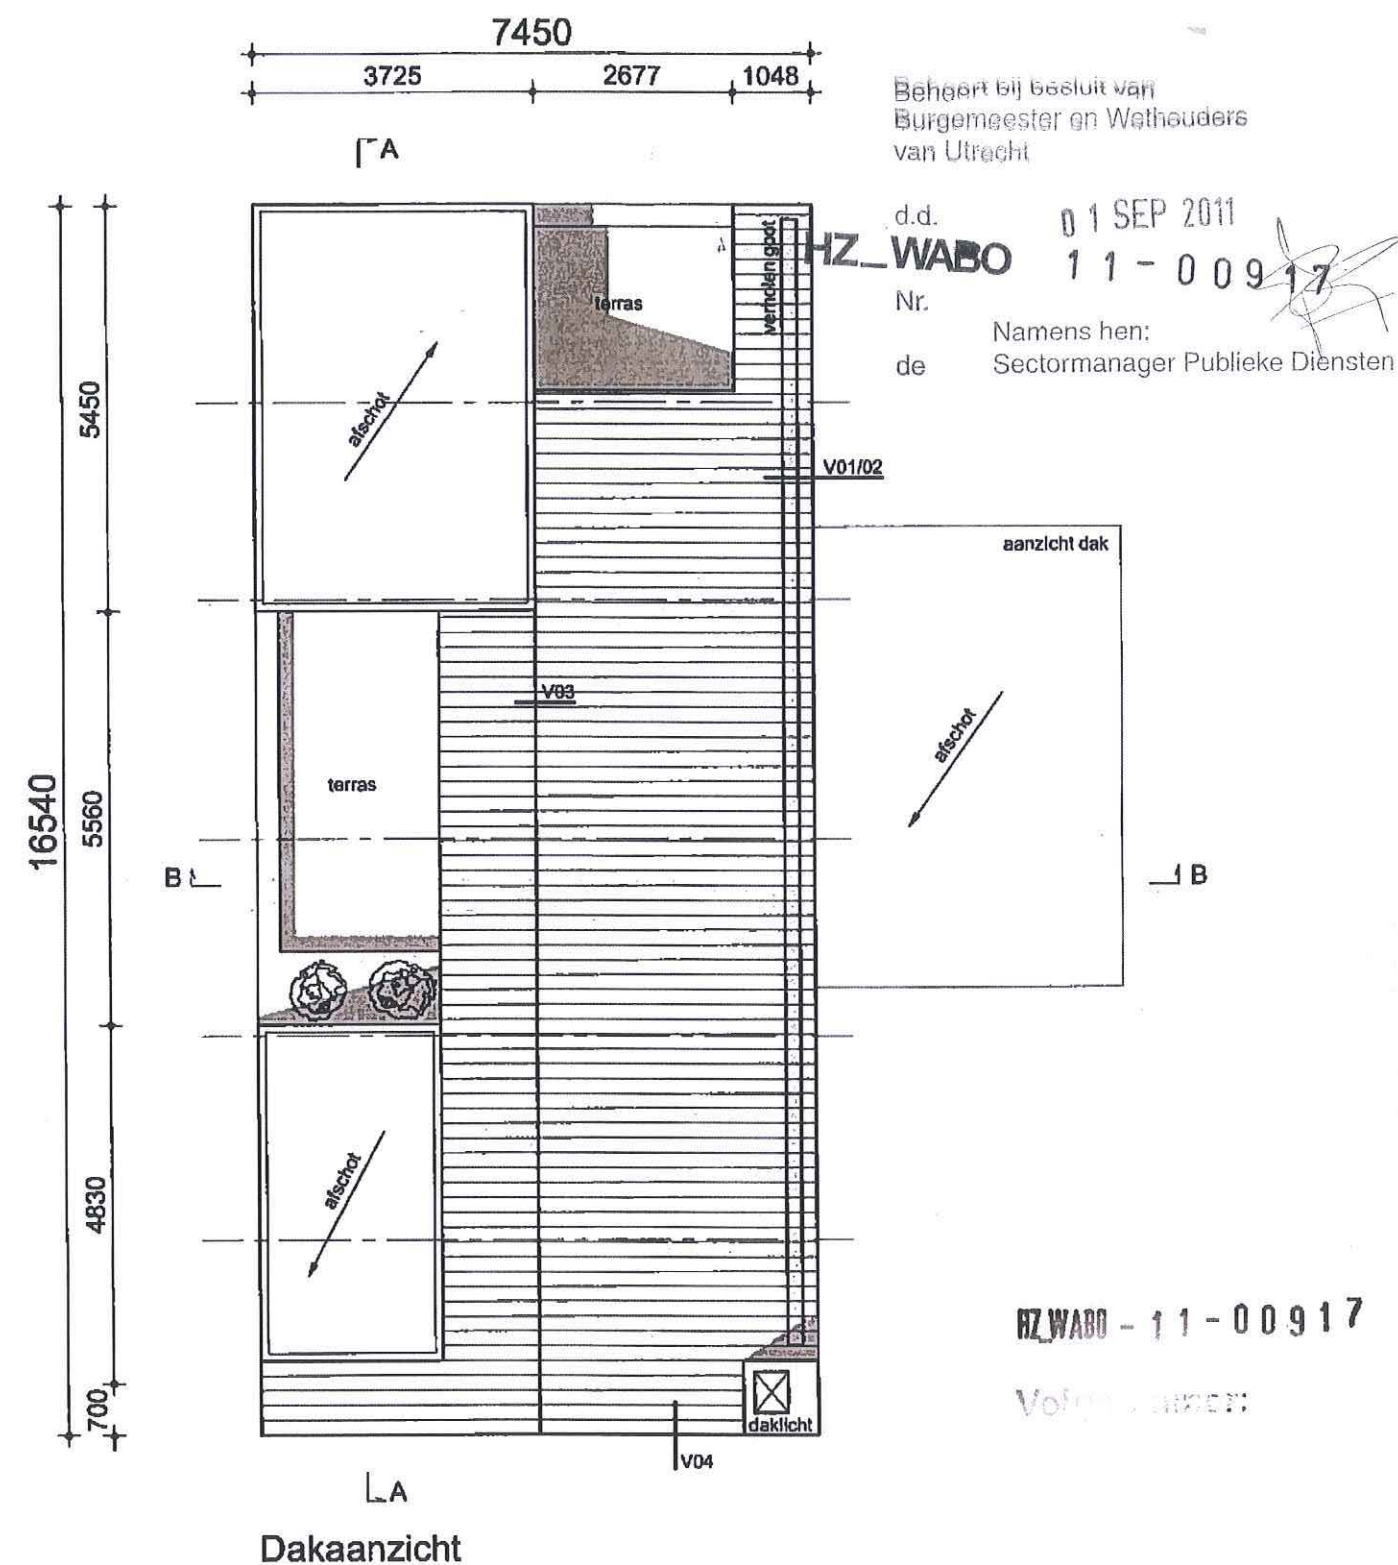 7450
3725 2677 1048
Behoort bij besluit van
Burgemeester en Wethouders
van Utrecht
d.d. 01 SEP 2011
HZ_WABO 11-00917
Nr.
Namens hen:
de Sectormanager Publieke Diensten
A
verholen goot
terras
afschot
5450
V01/02
aanzicht dak
V03
afschot
terras
16540
5560
B
B
afschot
4830
HZ_WABO - 11-00917
700
daklicht
V04
A
Dakaanzicht